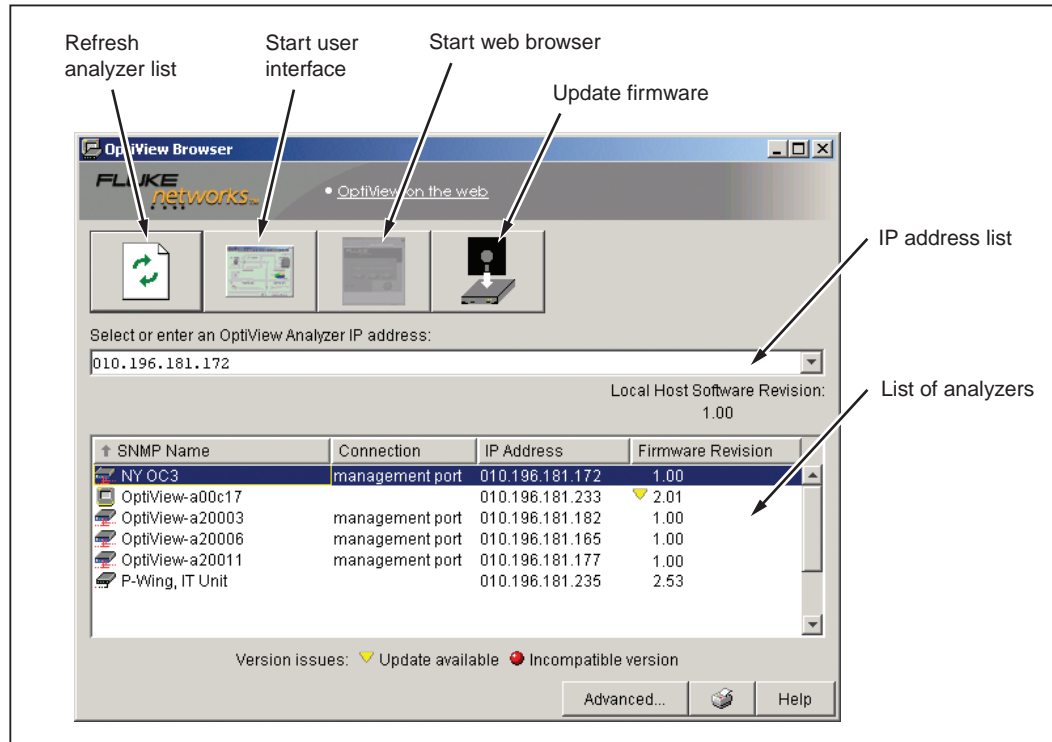 Refresh
analyzer list
Start user
interface
Start web browser
Update firmware
OptiView Browser
FLUKE
networks™
• OptiView on the web
IP address list
Select or enter an OptiView Analyzer IP address:
010.196.181.172
Local Host Software Revision:
1.00
List of analyzers
SNMP Name Connection IP Address Firmware Revision
NY OC3 management port 010.196.181.172 1.00
OptiView-a00c17 010.196.181.233 2.01
OptiView-a20003 management port 010.196.181.182 1.00
OptiView-a20006 management port 010.196.181.165 1.00
OptiView-a20011 management port 010.196.181.177 1.00
P-Wing, IT Unit 010.196.181.235 2.53
Version issues: Update available Incompatible version
Advanced... Help